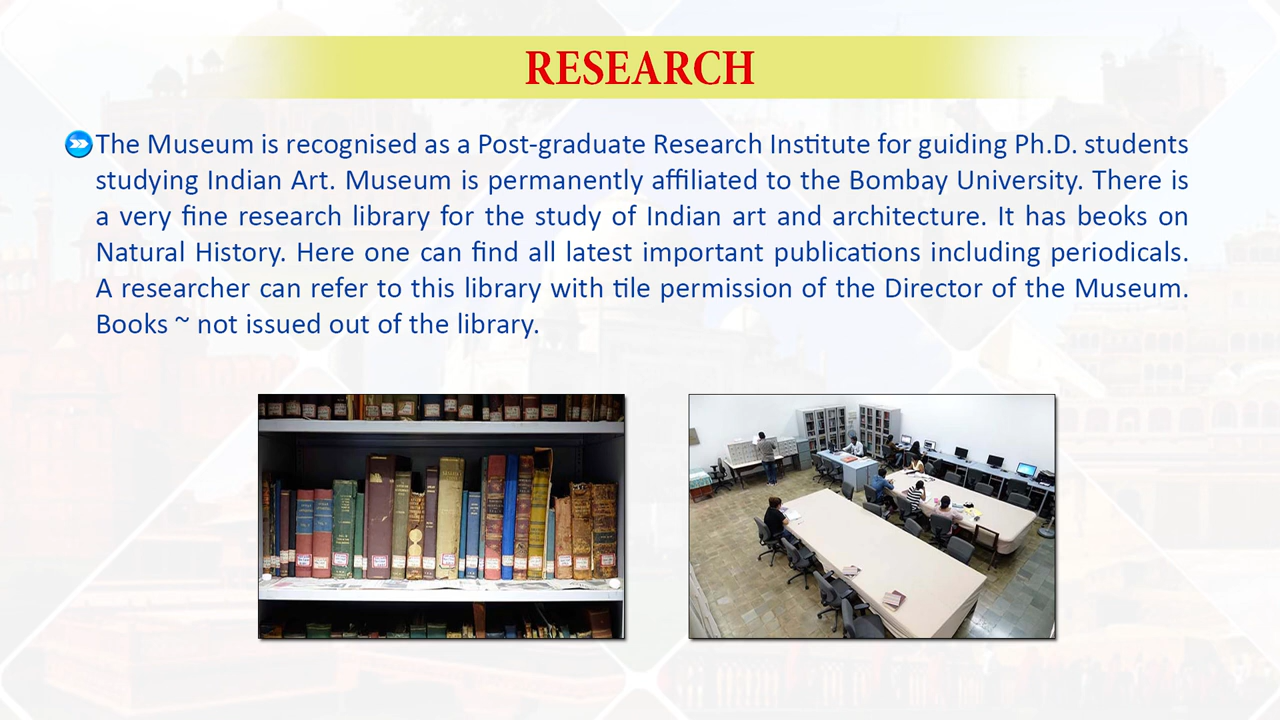 RESEARCH
The Museum is recognised as a Post-graduate Research Institute for guiding Ph.D. students
studying Indian Art. Museum is permanently affiliated to the Bombay University. There is
a very fine research library for the study of Indian art and architecture. It has beoks on
Natural History. Here one can find all latest important publications including periodicals.
A researcher can refer to this library with tile permission of the Director of the Museum.
Books ~ not issued out of the library.